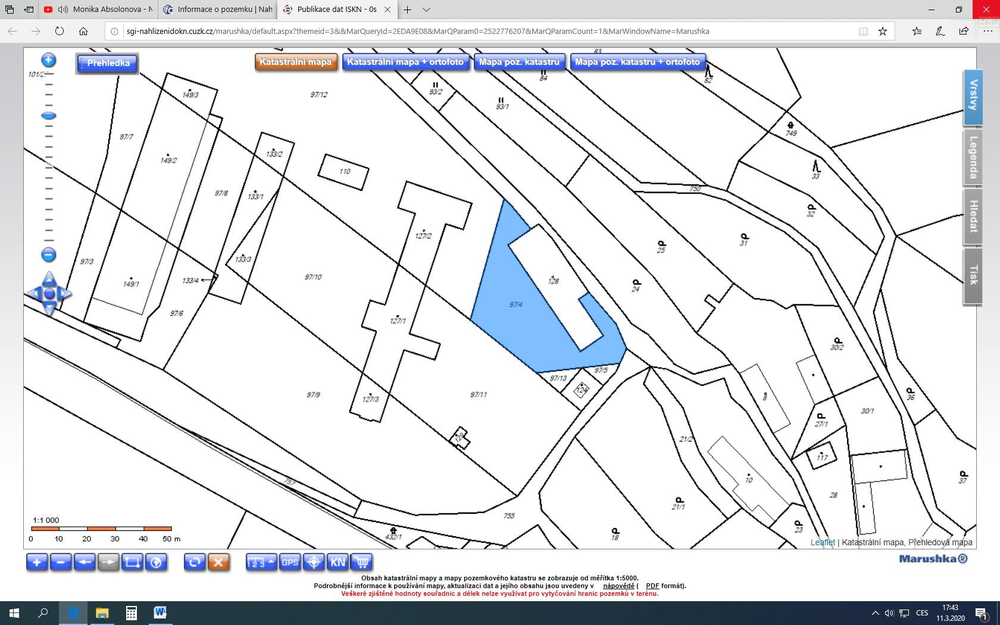 Monika Absolonova - N
Informace o pozemku | Nah
Publikace dat ISKN - 0s
Zavřít
sgi-nahlizenidokn.cuzk.cz/marushka/default.aspx?themeid=3&&MarQueryId=2EDA9E08&MarQParam0=2522776207&MarQParamCount=1&MarWindowName=Marushka
Přehledka
Katastrální mapa
Katastrální mapa + ortofoto
Mapa poz. katastru
Mapa poz. katastru + ortofoto
Vrstvy
Legenda
Hledat
Tisk
83
84
82
93/2
93/1
149/3
97/12
749
97/7
149/2
133/2
110
33
97/8
133/1
750
32
127/2
31
25
133/3
97/3
149/1
133/4
97/10
128
24
97/4
97/6
127/1
30/2
97/13
97/5
124
97/9
127/3
97/11
8
36
30/1
27/1
129
21/2
117
757
10
37
28
21/1
755
23
432/1
18
1:1 000
0 10 20 30 40 50 m
Leaflet | Katastrální mapa, Přehledová mapa
1 2 3
GPS
KN
Marushka®
Obsah katastrální mapy a mapy pozemkového katastru se zobrazuje od měřítka 1:5000.
Podrobnější informace k používání mapy, aktualizaci dat a jejího obsahu jsou uvedeny v nápovědě ( PDF formát).
Veškeré zjištěné hodnoty souřadnic a délek nelze využívat pro vytyčování hranic pozemků v terénu.
CES
17:43
11.3.2020
1